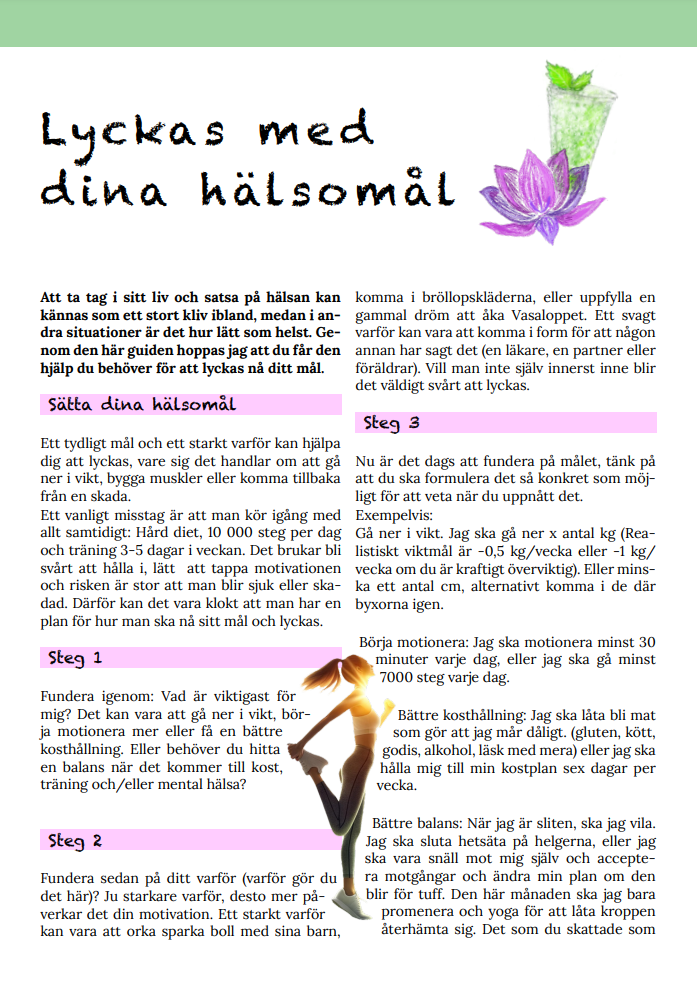 Lyckas med
dina hälsomål
Att ta tag i sitt liv och satsa på hälsan kan
kännas som ett stort kliv ibland, medan i an-
dra situationer är det hur lätt som helst. Ge-
nom den här guiden hoppas jag att du får den
hjälp du behöver för att lyckas nå ditt mål.
Sätta dina hälsomål
Ett tydligt mål och ett starkt varför kan hjälpa
dig att lyckas, vare sig det handlar om att gå
ner i vikt, bygga muskler eller komma tillbaka
från en skada.
Ett vanligt misstag är att man kör igång med
allt samtidigt: Hård diet, 10 000 steg per dag
och träning 3-5 dagar i veckan. Det brukar bli
svårt att hålla i, lätt att tappa motivationen
och risken är stor att man blir sjuk eller ska-
dad. Därför kan det vara klokt att man har en
plan för hur man ska nå sitt mål och lyckas.
Steg 1
Fundera igenom: Vad är viktigast för
mig? Det kan vara att gå ner i vikt, bör-
ja motionera mer eller få en bättre
kosthållning. Eller behöver du hitta
en balans när det kommer till kost,
träning och/eller mental hälsa?
Steg 2
Fundera sedan på ditt varför (varför gör du
det här)? Ju starkare varför, desto mer på-
verkar det din motivation. Ett starkt varför
kan vara att orka sparka boll med sina barn,
komma i bröllopskläderna, eller uppfylla en
gammal dröm att åka Vasaloppet. Ett svagt
varför kan vara att komma i form för att någon
annan har sagt det (en läkare, en partner eller
föräldrar). Vill man inte själv innerst inne blir
det väldigt svårt att lyckas.
Steg 3
Nu är det dags att fundera på målet, tänk på
att du ska formulera det så konkret som möj-
ligt för att veta när du uppnått det.
Exempelvis:
Gå ner i vikt. Jag ska gå ner x antal kg (Rea-
listiskt viktmål är -0,5 kg/vecka eller -1 kg/
vecka om du är kraftigt överviktig). Eller mins-
ka ett antal cm, alternativt komma i de där
byxorna igen.
Börja motionera: Jag ska motionera minst 30
minuter varje dag, eller jag ska gå minst
7000 steg varje dag.
Bättre kosthållning: Jag ska låta bli mat
som gör att jag mår dåligt. (gluten, kött,
godis, alkohol, läsk med mera) eller jag ska
hålla mig till min kostplan sex dagar per
vecka.
Bättre balans: När jag är sliten, ska jag vila.
Jag ska sluta hetsäta på helgerna, eller jag
ska vara snäll mot mig själv och accepte-
ra motgångar och ändra min plan om den
blir för tuff. Den här månaden ska jag bara
promenera och yoga för att låta kroppen
återhämta sig. Det som du skattade som